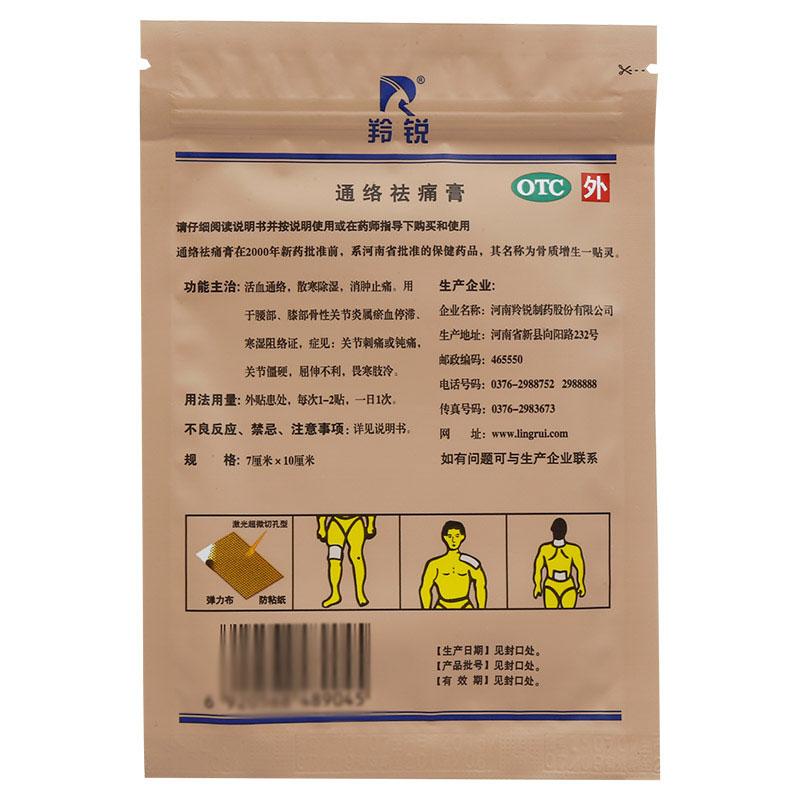 R®
羚锐
通络祛痛膏
OTC 外
请仔细阅读说明书并按说明使用或在药师指导下购买和使用
通络祛痛膏在2000年新药批准前，系河南省批准的保健药品，其名称为骨质增生一贴灵。
功能主治：活血通络，散寒除湿，消肿止痛。用
于腰部、膝部骨性关节炎属瘀血停滞、
寒湿阻络证，症见：关节刺痛或钝痛，
关节僵硬，屈伸不利，畏寒肢冷。
用法用量：外贴患处，每次1-2贴，一日1次。
不良反应、禁忌、注意事项：详见说明书。
规 格：7厘米×10厘米
生产企业：
企业名称：河南羚锐制药股份有限公司
生产地址：河南省新县向阳路232号
邮政编码：465550
电话号码：0376-2988752 2988888
传真号码：0376-2983673
网 址：www.lingrui.com
如有问题可与生产企业联系
激光超微切孔型
弹力布 防粘纸
【生产日期】见封口处。
【产品批号】见封口处。
【有 效 期】见封口处。